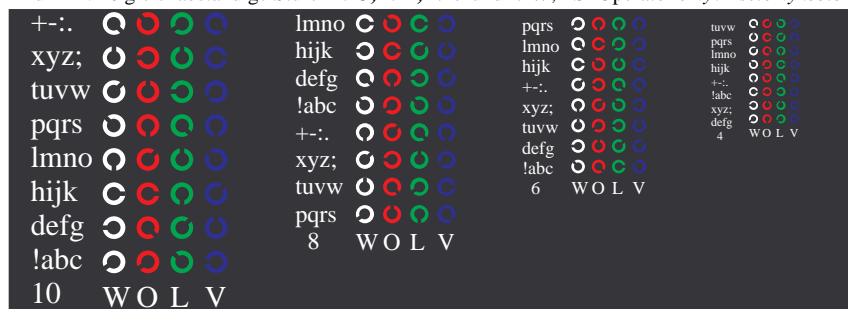 +-:.
xyz;
tuvw
pqrs
lmno
hijk
defg
!abc
10 W O L V
lmno
hijk
defg
!abc
+-:.
xyz;
tuvw
pqrs
8 W O L V
pqrs
lmno
hijk
+-:.
xyz;
tuvw
defg
!abc
6 W O L V
tuvw
pqrs
lmno
hijk
+-:.
!abc
xyz;
defg
4 W O L V